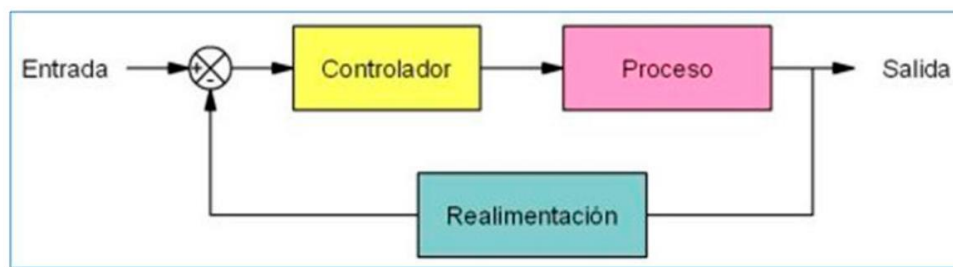 Entrada
+
-
Controlador
Proceso
Salida
Realimentación